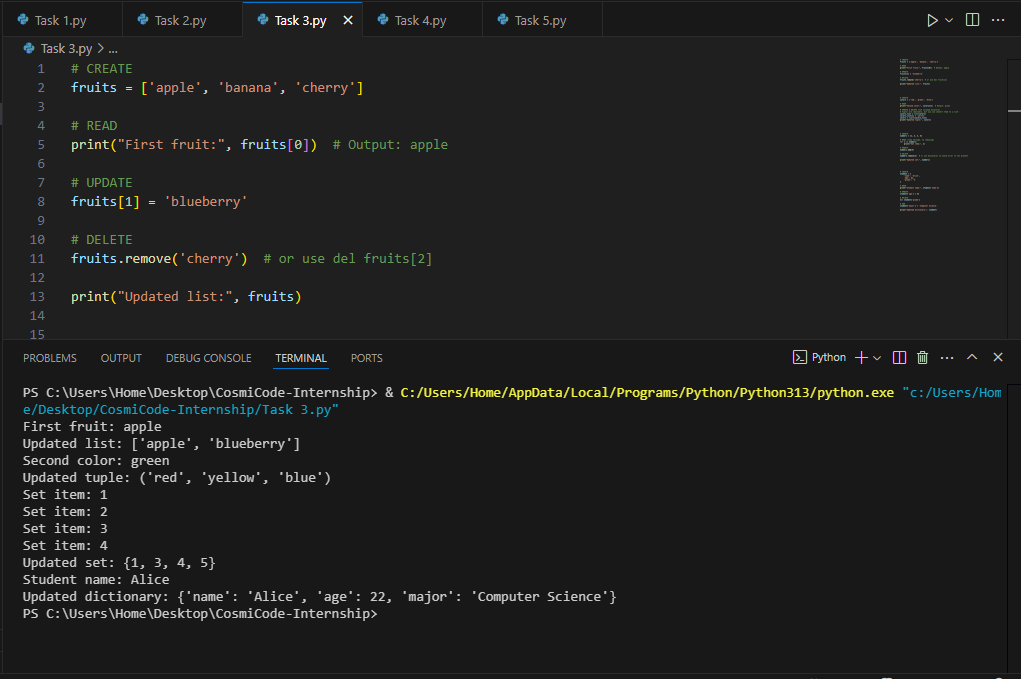 Task 1.py
Task 2.py
Task 3.py
Task 4.py
Task 5.py
Task 3.py > ...
1 # CREATE
2 fruits = ['apple', 'banana', 'cherry']
3
4 # READ
5 print("First fruit:", fruits[0])  # Output: apple
6
7 # UPDATE
8 fruits[1] = 'blueberry'
9
10 # DELETE
11 fruits.remove('cherry')  # or use del fruits[2]
12
13 print("Updated list:", fruits)
14
15
PROBLEMS OUTPUT DEBUG CONSOLE TERMINAL PORTS
Python
PS C:\Users\Home\Desktop\CosmiCode-Internship> & C:/Users/Home/AppData/Local/Programs/Python/Python313/python.exe "c:/Users/Hom
e/Desktop/CosmiCode-Internship/Task 3.py"
First fruit: apple
Updated list: ['apple', 'blueberry']
Second color: green
Updated tuple: ('red', 'yellow', 'blue')
Set item: 1
Set item: 2
Set item: 3
Set item: 4
Updated set: {1, 3, 4, 5}
Student name: Alice
Updated dictionary: {'name': 'Alice', 'age': 22, 'major': 'Computer Science'}
PS C:\Users\Home\Desktop\CosmiCode-Internship>